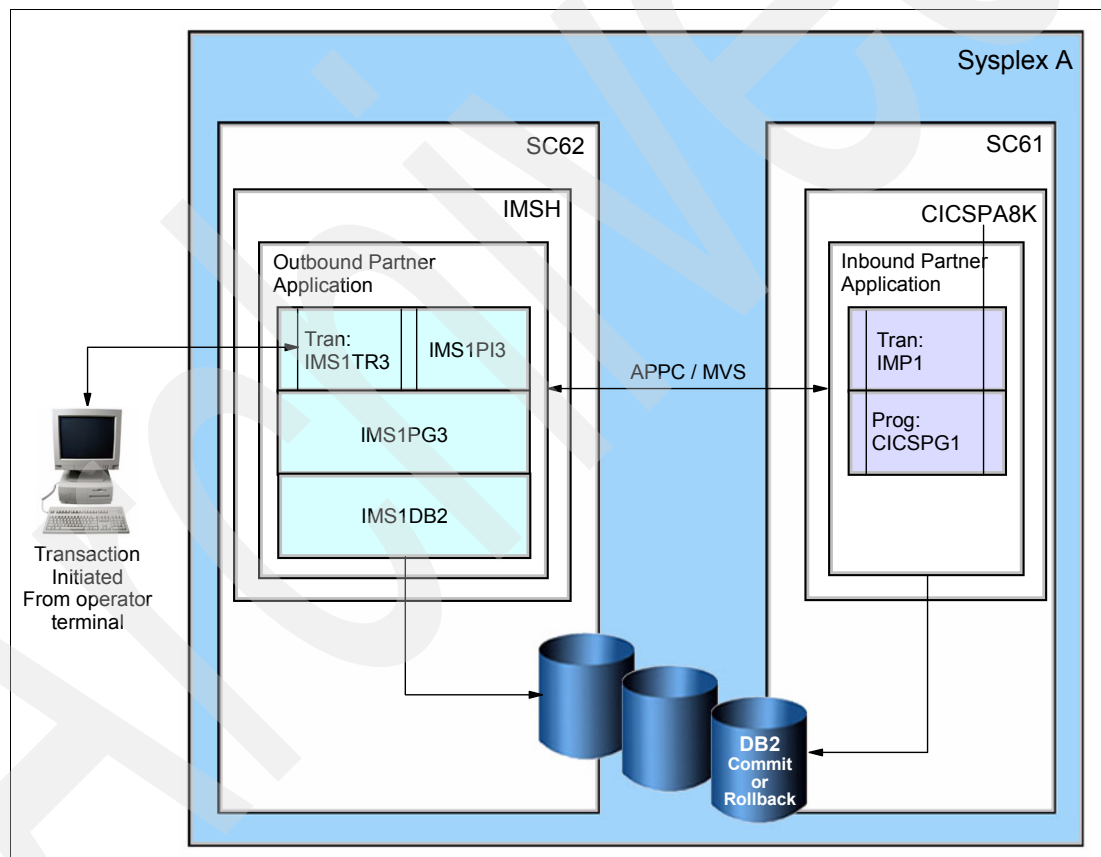 Sysplex A
SC62
SC61
IMSH
CICSPA8K
Outbound Partner
Application
Inbound Partner
Application
Tran:
IMS1TR3
IMS1PI3
Tran:
IMP1
APPC / MVS
IMS1PG3
Prog:
CICSPG1
IMS1DB2
Transaction
Initiated
From operator
terminal
DB2
Commit
or
Rollback